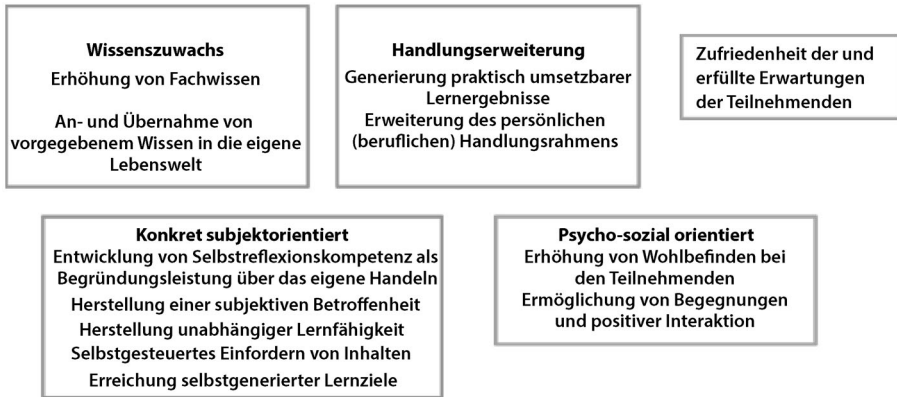 Wissenszuwachs
Erhöhung von Fachwissen
An- und Übernahme von
vorgegebenem Wissen in die eigene
Lebenswelt
Handlungserweiterung
Generierung praktisch umsetzbarer
Lernergebnisse
Erweiterung des persönlichen
(beruflichen) Handlungsrahmens
Zufriedenheit der und
erfüllte Erwartungen
der Teilnehmenden
Konkret subjektorientiert
Entwicklung von Selbstreflexionskompetenz als
Begründungsleistung über das eigene Handeln
Herstellung einer subjektiven Betroffenheit
Herstellung unabhängiger Lernfähigkeit
Selbstgesteuertes Einfordern von Inhalten
Erreichung selbstgenerierter Lernziele
Psycho-sozial orientiert
Erhöhung von Wohlbefinden bei
den Teilnehmenden
Ermöglichung von Begegnungen
und positiver Interaktion